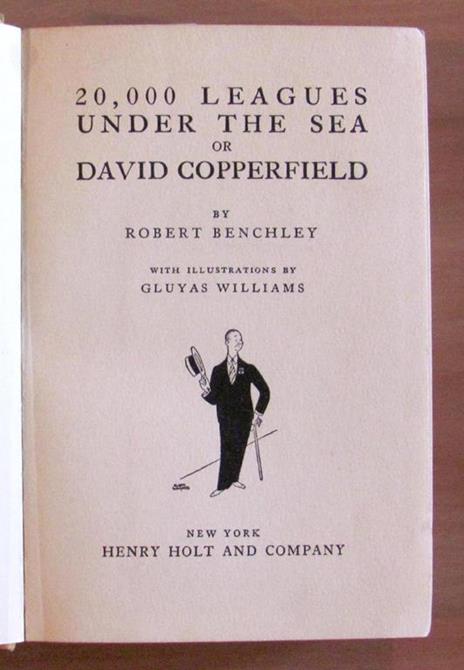 20,000 LEAGUES
UNDER THE SEA
OR
DAVID COPPERFIELD
BY
ROBERT BENCHLEY
WITH ILLUSTRATIONS BY
GLUYAS WILLIAMS
NEW YORK
HENRY HOLT AND COMPANY